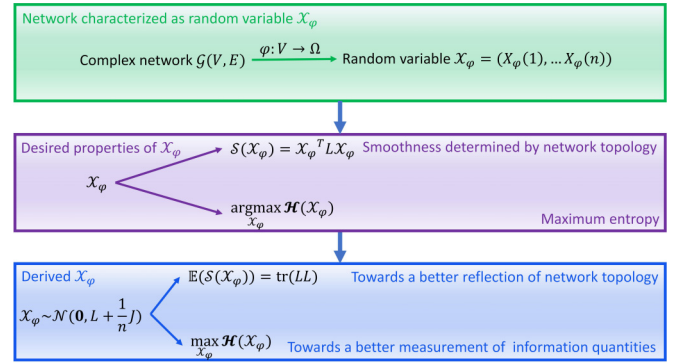 Network characterized as random variable 𝒳_φ
φ: V → Ω
Complex network 𝒢(V, E) ⟶ Random variable 𝒳_φ = (X_φ(1), … X_φ(n))
Desired properties of 𝒳_φ
𝒮(𝒳_φ) = 𝒳_φ^T L𝒳_φ Smoothness determined by network topology
𝒳_φ
argmax 𝓗(𝒳_φ)
𝒳_φ
Maximum entropy
Derived 𝒳_φ
𝔼(𝒮(𝒳_φ)) = tr(LL) Towards a better reflection of network topology
𝒳_φ~𝒩(𝟎, L + 1/n J)
max 𝓗(𝒳_φ)
𝒳_φ
Towards a better measurement of information quantities